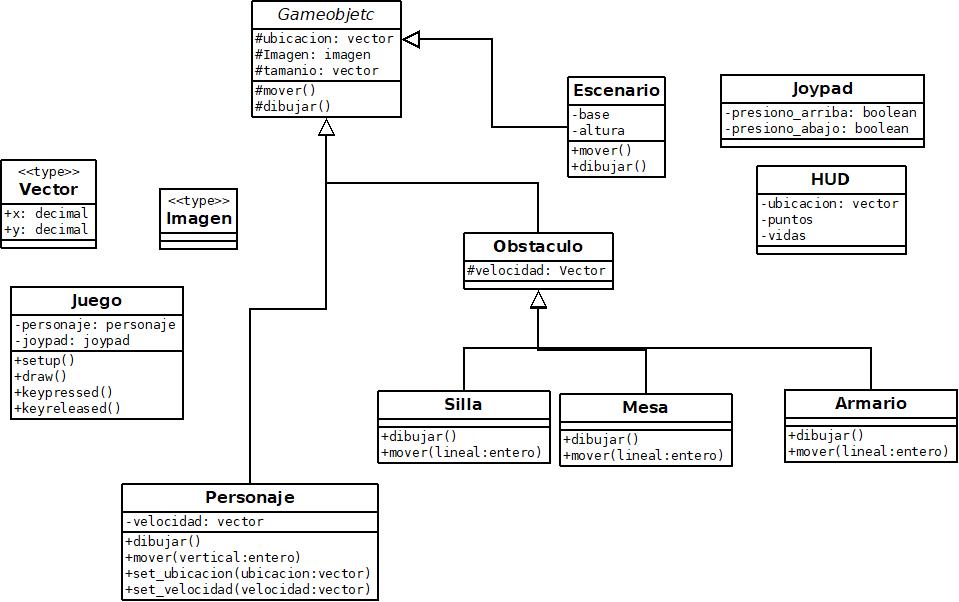 Gameobjetc
#ubicacion: vector
#Imagen: imagen
#tamanio: vector
#mover()
#dibujar()
Escenario
-base
-altura
+mover()
+dibujar()
Joypad
-presiono_arriba: boolean
-presiono_abajo: boolean
<<type>>
Vector
+x: decimal
+y: decimal
<<type>>
Imagen
HUD
-ubicacion: vector
-puntos
-vidas
Obstaculo
#velocidad: Vector
Juego
-personaje: personaje
-joypad: joypad
+setup()
+draw()
+keypressed()
+keyreleased()
Silla
+dibujar()
+mover(lineal:entero)
Mesa
+dibujar()
+mover(lineal:entero)
Armario
+dibujar()
+mover(lineal:entero)
Personaje
-velocidad: vector
+dibujar()
+mover(vertical:entero)
+set_ubicacion(ubicacion:vector)
+set_velocidad(velocidad:vector)